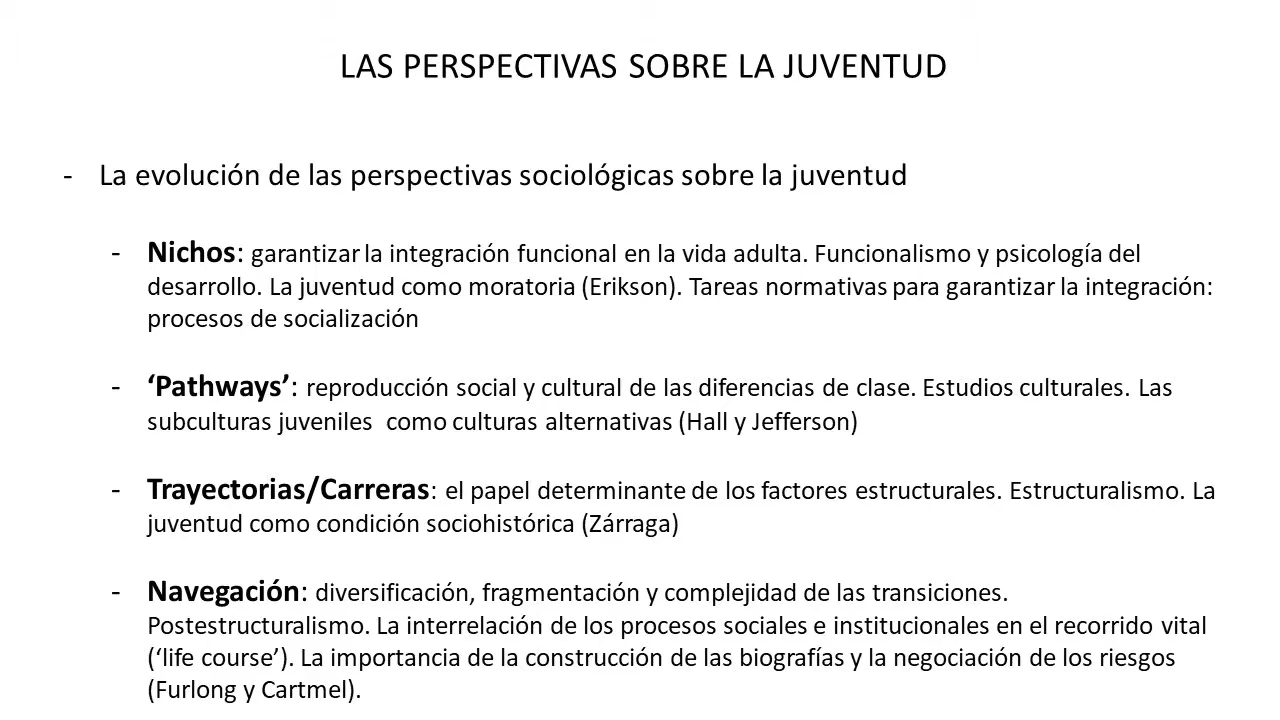 LAS PERSPECTIVAS SOBRE LA JUVENTUD
- La evolución de las perspectivas sociológicas sobre la juventud
- Nichos: garantizar la integración funcional en la vida adulta. Funcionalismo y psicología del
desarrollo. La juventud como moratoria (Erikson). Tareas normativas para garantizar la integración:
procesos de socialización
- ‘Pathways’: reproducción social y cultural de las diferencias de clase. Estudios culturales. Las
subculturas juveniles como culturas alternativas (Hall y Jefferson)
- Trayectorias/Carreras: el papel determinante de los factores estructurales. Estructuralismo. La
juventud como condición sociohistórica (Zárraga)
- Navegación: diversificación, fragmentación y complejidad de las transiciones.
Postestructuralismo. La interrelación de los procesos sociales e institucionales en el recorrido vital
(‘life course’). La importancia de la construcción de las biografías y la negociación de los riesgos
(Furlong y Cartmel).